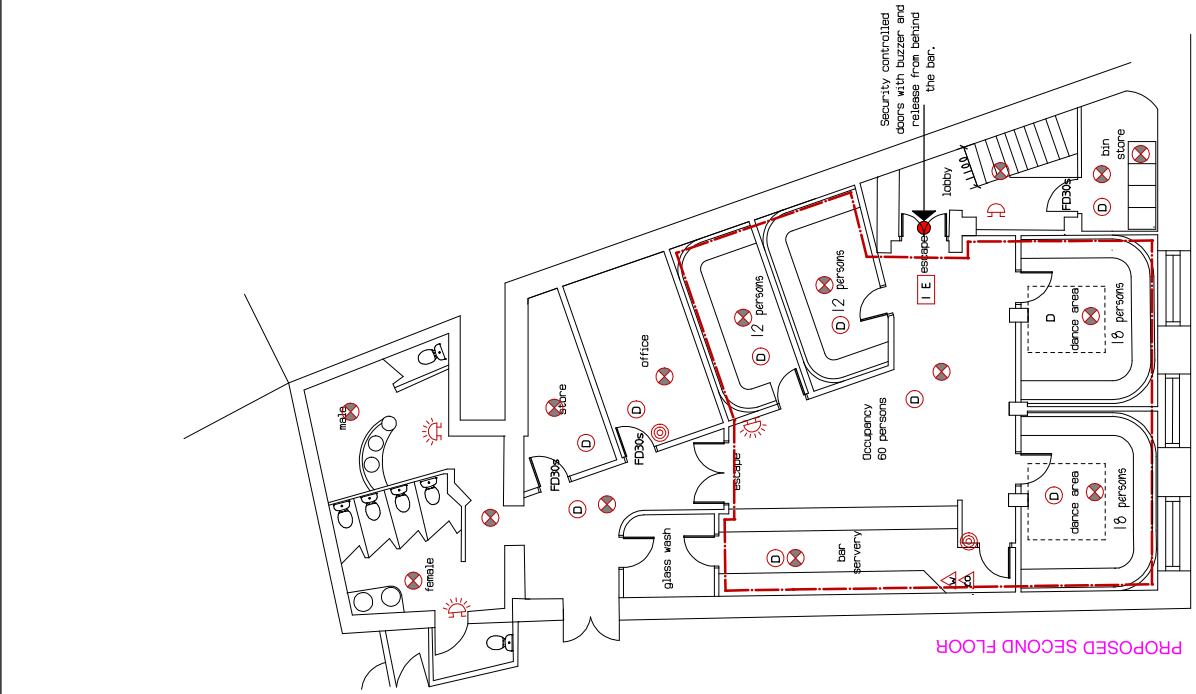 Security controlled
doors with buzzer and
release from behind
the bar.
lobby
bin
store
FD30s
D
escape
I E
12 persons
D
12 persons
D
office
D
FD30s
store
D
FD30s
male
female
D
glass wash
escape
Occupancy
60 persons
D
bar
servery
D
W
dance area
D
18 persons
dance area
D
18 persons
PROPOSED SECOND FLOOR